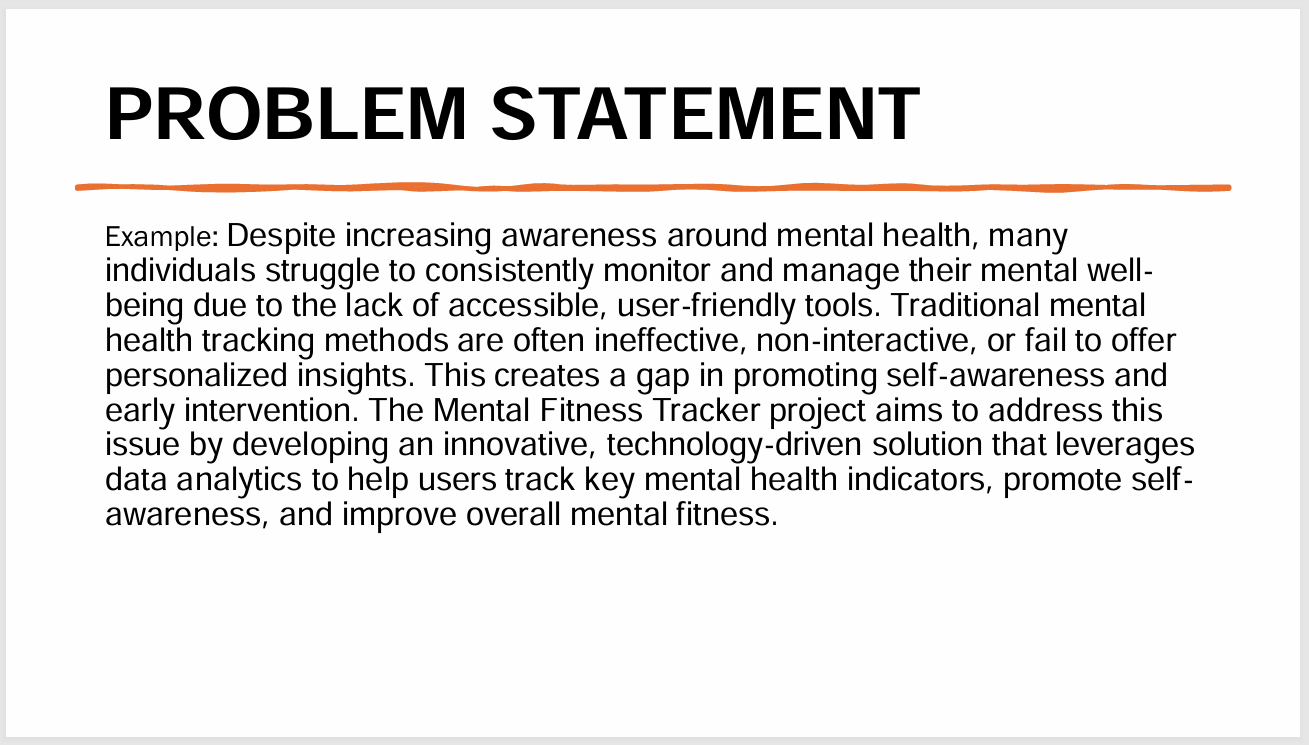 PROBLEM STATEMENT
Example: Despite increasing awareness around mental health, many
individuals struggle to consistently monitor and manage their mental well-
being due to the lack of accessible, user-friendly tools. Traditional mental
health tracking methods are often ineffective, non-interactive, or fail to offer
personalized insights. This creates a gap in promoting self-awareness and
early intervention. The Mental Fitness Tracker project aims to address this
issue by developing an innovative, technology-driven solution that leverages
data analytics to help users track key mental health indicators, promote self-
awareness, and improve overall mental fitness.